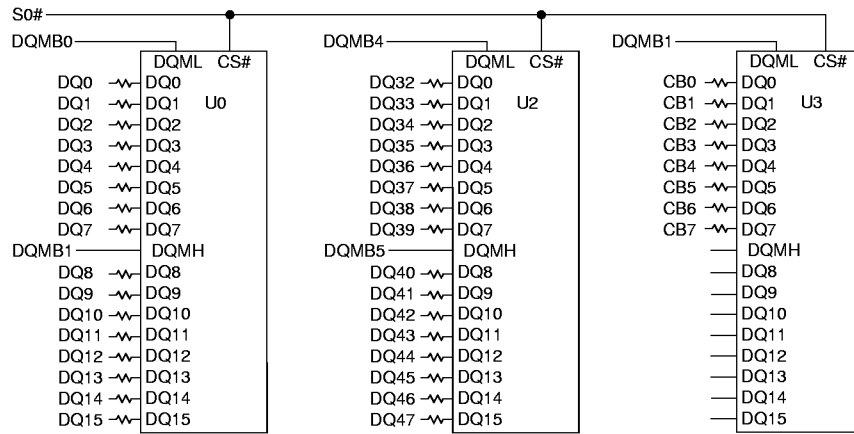 S0#
DQMB0 DQMB4 DQMB1
DQML CS# DQML CS# DQML CS#
DQ0 DQ0 DQ32 DQ0 CB0 DQ0
DQ1 DQ1 U0 DQ33 DQ1 U2 CB1 DQ1 U3
DQ2 DQ2 DQ34 DQ2 CB2 DQ2
DQ3 DQ3 DQ35 DQ3 CB3 DQ3
DQ4 DQ4 DQ36 DQ4 CB4 DQ4
DQ5 DQ5 DQ37 DQ5 CB5 DQ5
DQ6 DQ6 DQ38 DQ6 CB6 DQ6
DQ7 DQ7 DQ39 DQ7 CB7 DQ7
DQMB1 DQMH DQMB5 DQMH DQMH
DQ8 DQ8 DQ40 DQ8 DQ8
DQ9 DQ9 DQ41 DQ9 DQ9
DQ10 DQ10 DQ42 DQ10 DQ10
DQ11 DQ11 DQ43 DQ11 DQ11
DQ12 DQ12 DQ44 DQ12 DQ12
DQ13 DQ13 DQ45 DQ13 DQ13
DQ14 DQ14 DQ46 DQ14 DQ14
DQ15 DQ15 DQ47 DQ15 DQ15